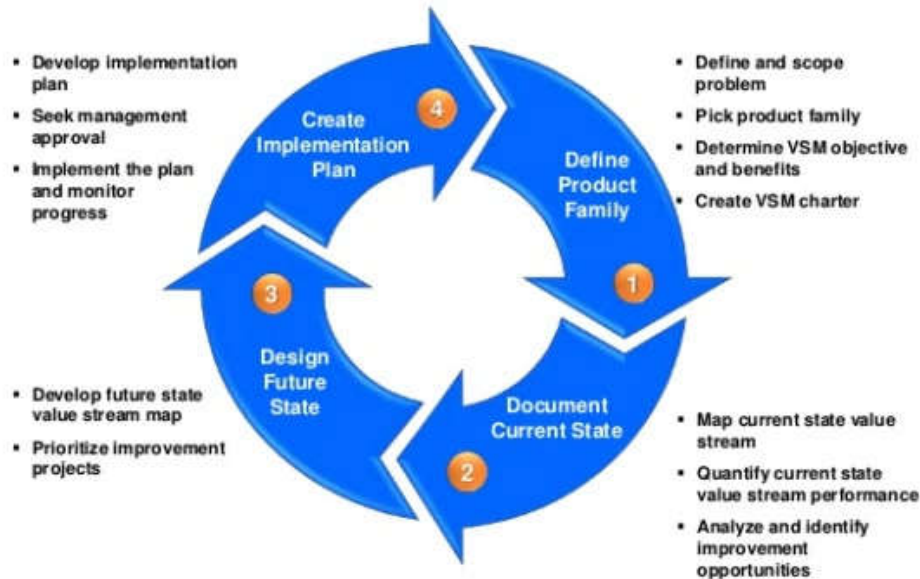 4
Create
Implementation
Plan
▪ Develop implementation
plan
▪ Seek management
approval
▪ Implement the plan
and monitor
progress
Define
Product
Family
1
▪ Define and scope
problem
▪ Pick product family
▪ Determine VSM objective
and benefits
▪ Create VSM charter
3
Design
Future
State
▪ Develop future state
value stream map
▪ Prioritize improvement
projects
Document
Current State
2
▪ Map current state value
stream
▪ Quantify current state
value stream performance
▪ Analyze and identify
improvement
opportunities